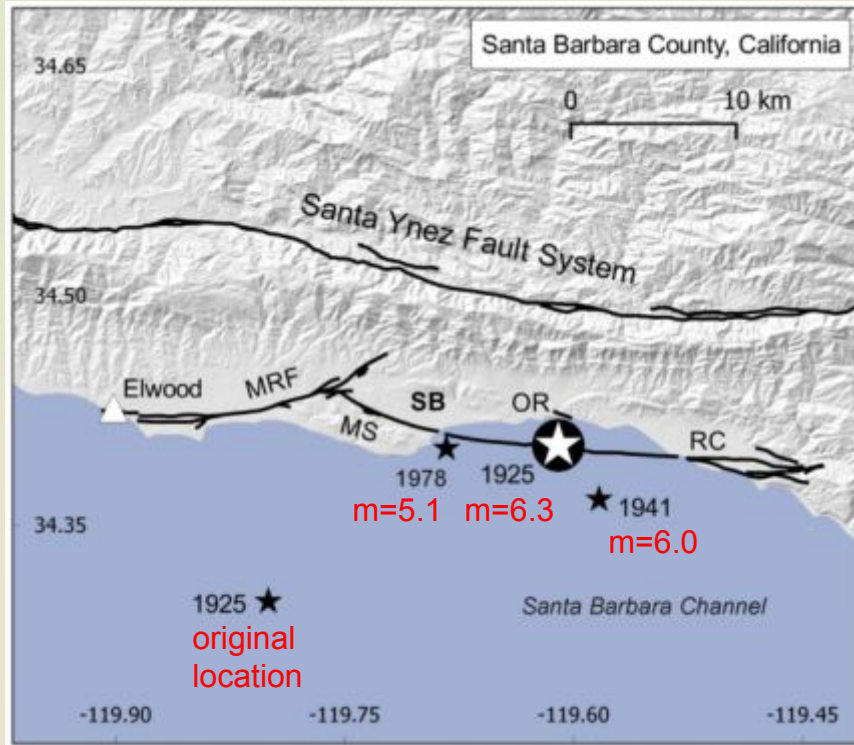 Santa Barbara County, California
34.65
0 10 km
Santa Ynez Fault System
34.50
Elwood
MRF
SB
OR
MS
RC
1978
1925
1941
m=5.1
m=6.3
m=6.0
34.35
1925
original
location
Santa Barbara Channel
-119.90 -119.75 -119.60 -119.45